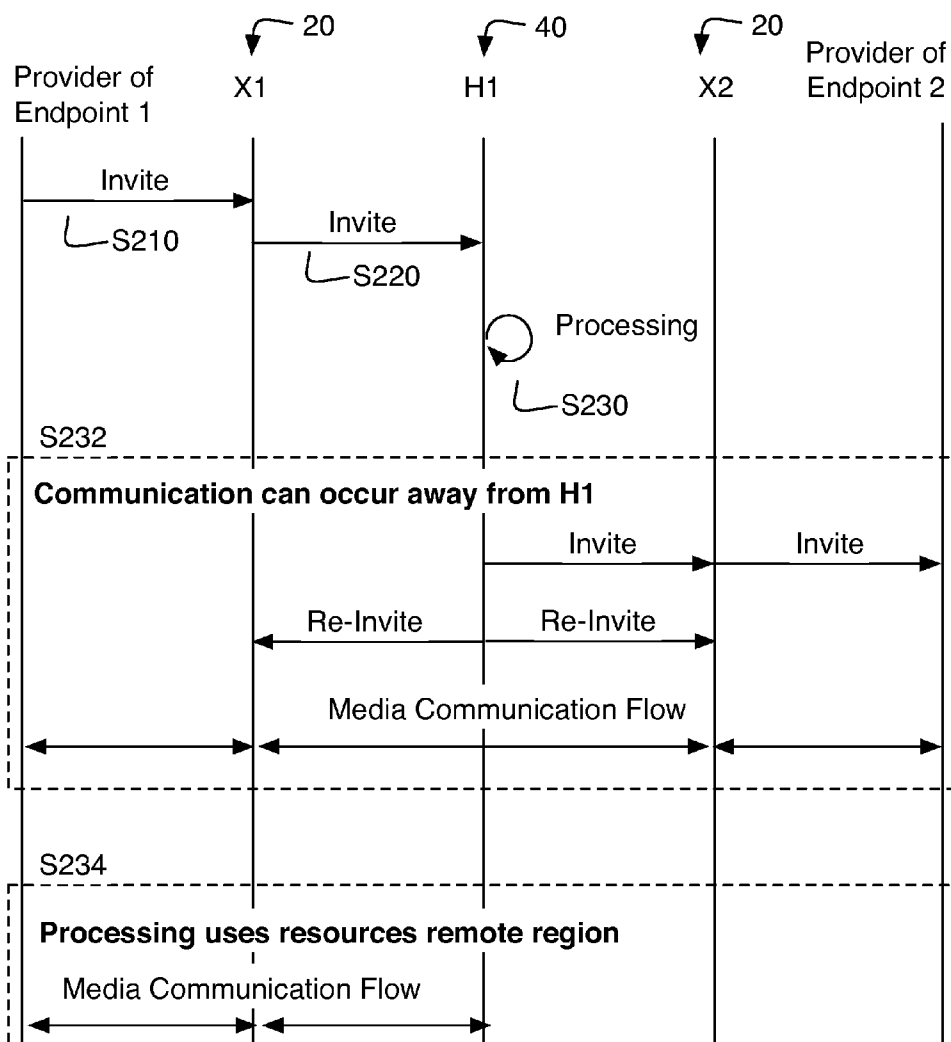 20
40
20
Provider of
Endpoint 1
X1
H1
X2
Provider of
Endpoint 2
Invite
S210
Invite
S220
Processing
S230
S232
Communication can occur away from H1
Invite
Invite
Re-Invite
Re-Invite
Media Communication Flow
S234
Processing uses resources remote region
Media Communication Flow